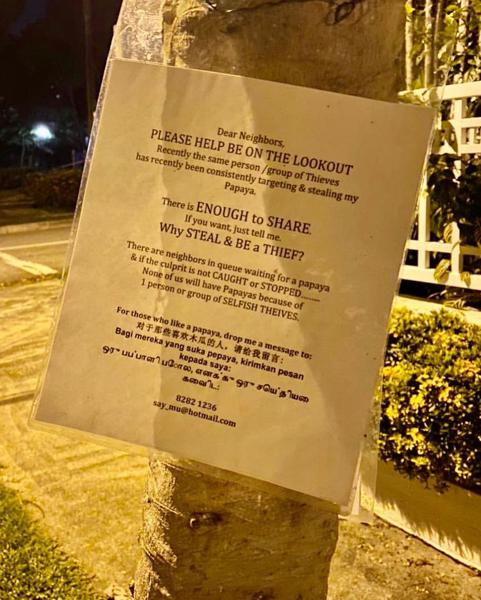 Dear Neighbors,
PLEASE HELP BE ON THE LOOKOUT
Recently the same person /group of Thieves
has recently been consistently targeting & stealing my
Papaya.
There is ENOUGH to SHARE.
If you want, just tell me.
Why STEAL & BE a THIEF?
There are neighbors in queue waiting for a papaya
& if the culprit is not CAUGHT or STOPPED.......
None of us will have Papayas because of
1 person or group of SELFISH THEIVES.
For those who like a papaya, drop me a message to:
对于那些喜欢木瓜的人，请给我留言：
Bagi mereka yang suka pepaya, kirimkan pesan
kepada saya:
8282 1236
say_mu@hotmail.com